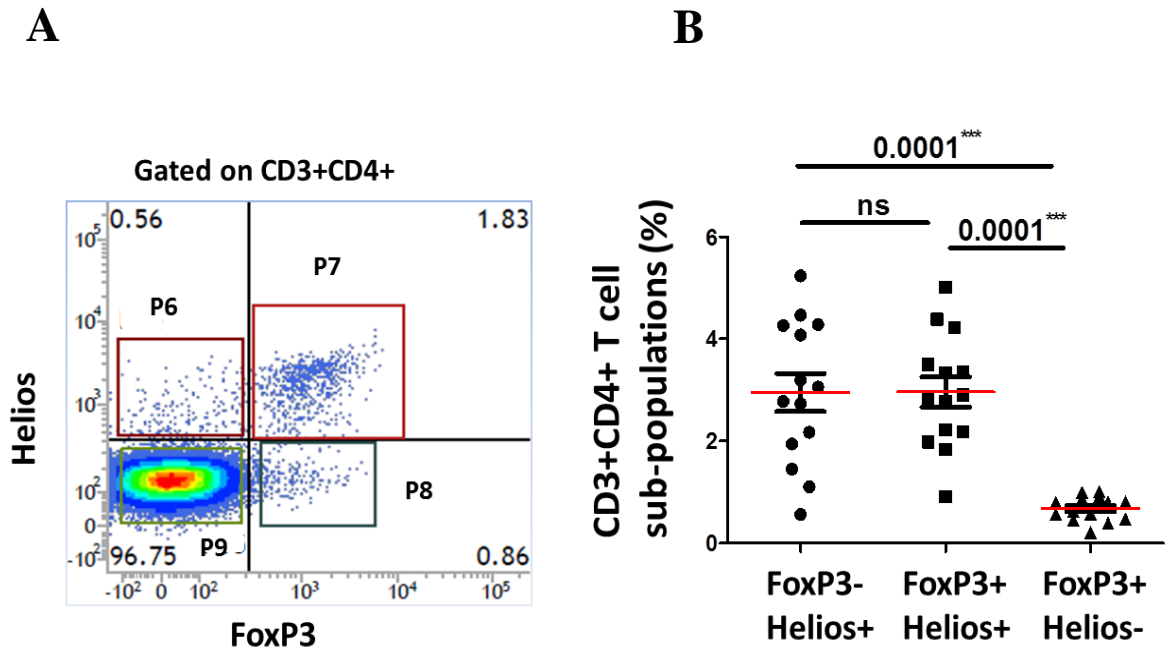 A
B
Gated on CD3+CD4+
0.56
1.83
P7
P6
P8
P9
96.75
0.86
10^5
10^4
10^3
10^2
0
-10^2
-10^2 0 10^2 10^3 10^4 10^5
Helios
FoxP3
0.0001***
ns
0.0001***
CD3+CD4+ T cell
sub-populations (%)
6
4
2
0
FoxP3-
Helios+
FoxP3+
Helios+
FoxP3+
Helios-